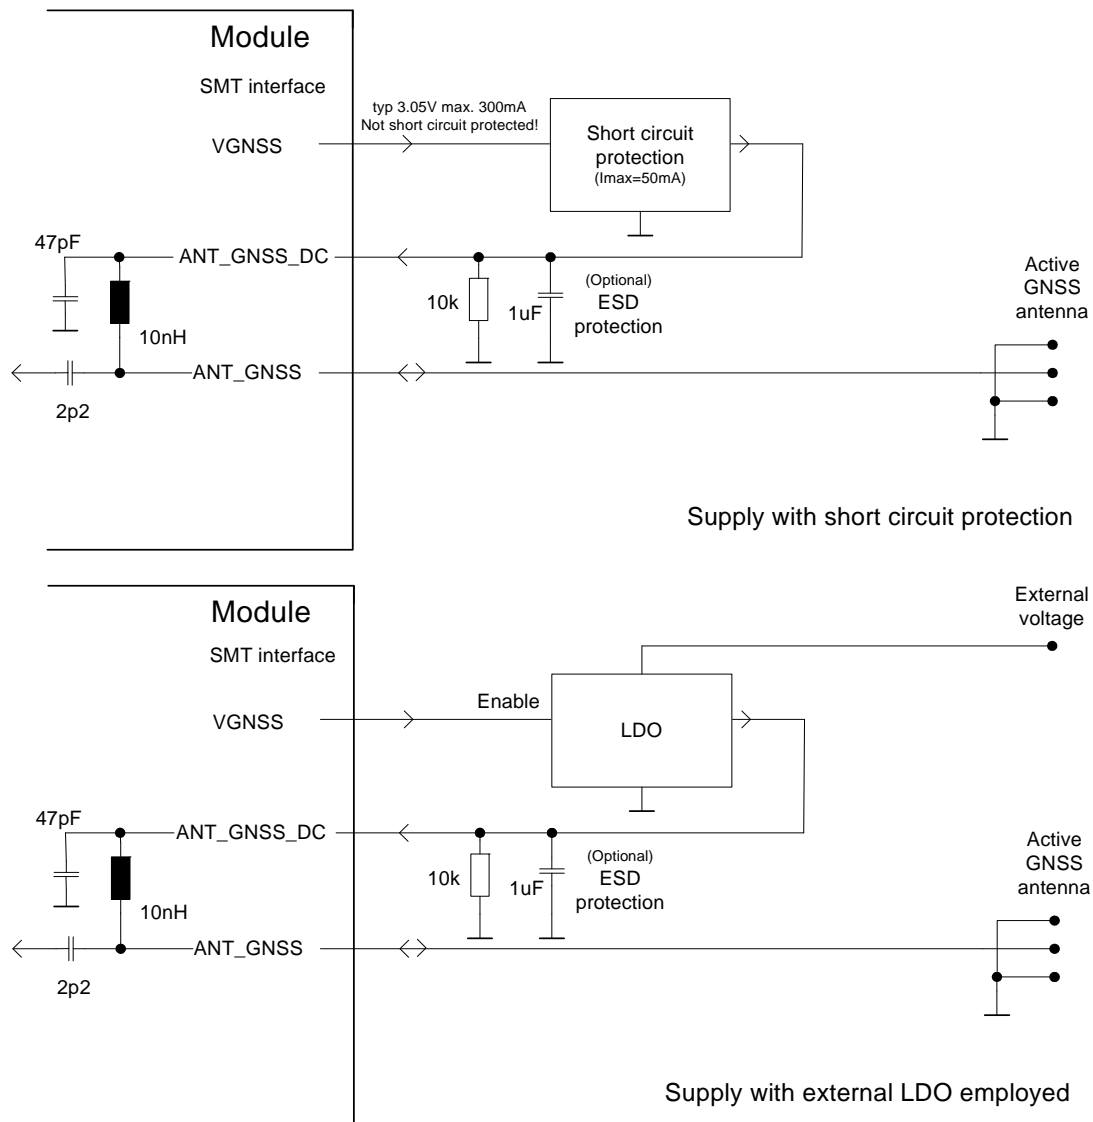 Module
SMT interface
typ 3.05V max. 300mA
Not short circuit protected!
VGNSS
Short circuit
protection
(Imax=50mA)
47pF
ANT_GNSS_DC
10k
1uF
(Optional)
ESD
protection
Active
GNSS
antenna
10nH
ANT_GNSS
2p2
Supply with short circuit protection
External
voltage
Module
SMT interface
Enable
VGNSS
LDO
47pF
ANT_GNSS_DC
10k
1uF
(Optional)
ESD
protection
Active
GNSS
antenna
10nH
ANT_GNSS
2p2
Supply with external LDO employed